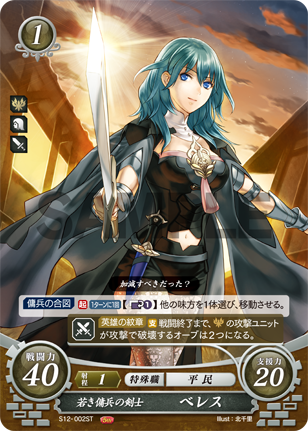 1
SAMPLE
加減すべきだった?
傭兵の合図 起 1ターンに1回 【 1】他の味方を1体選び、移動させる。
英雄の紋章 支 戦闘終了まで、 の攻撃ユニット
が攻撃で破壊するオーブは2つになる。
戦闘力
40
射程 1 特殊職 平民
支援力
20
若き傭兵の剣士 ベレス
S12-002ST
Illust:北千里